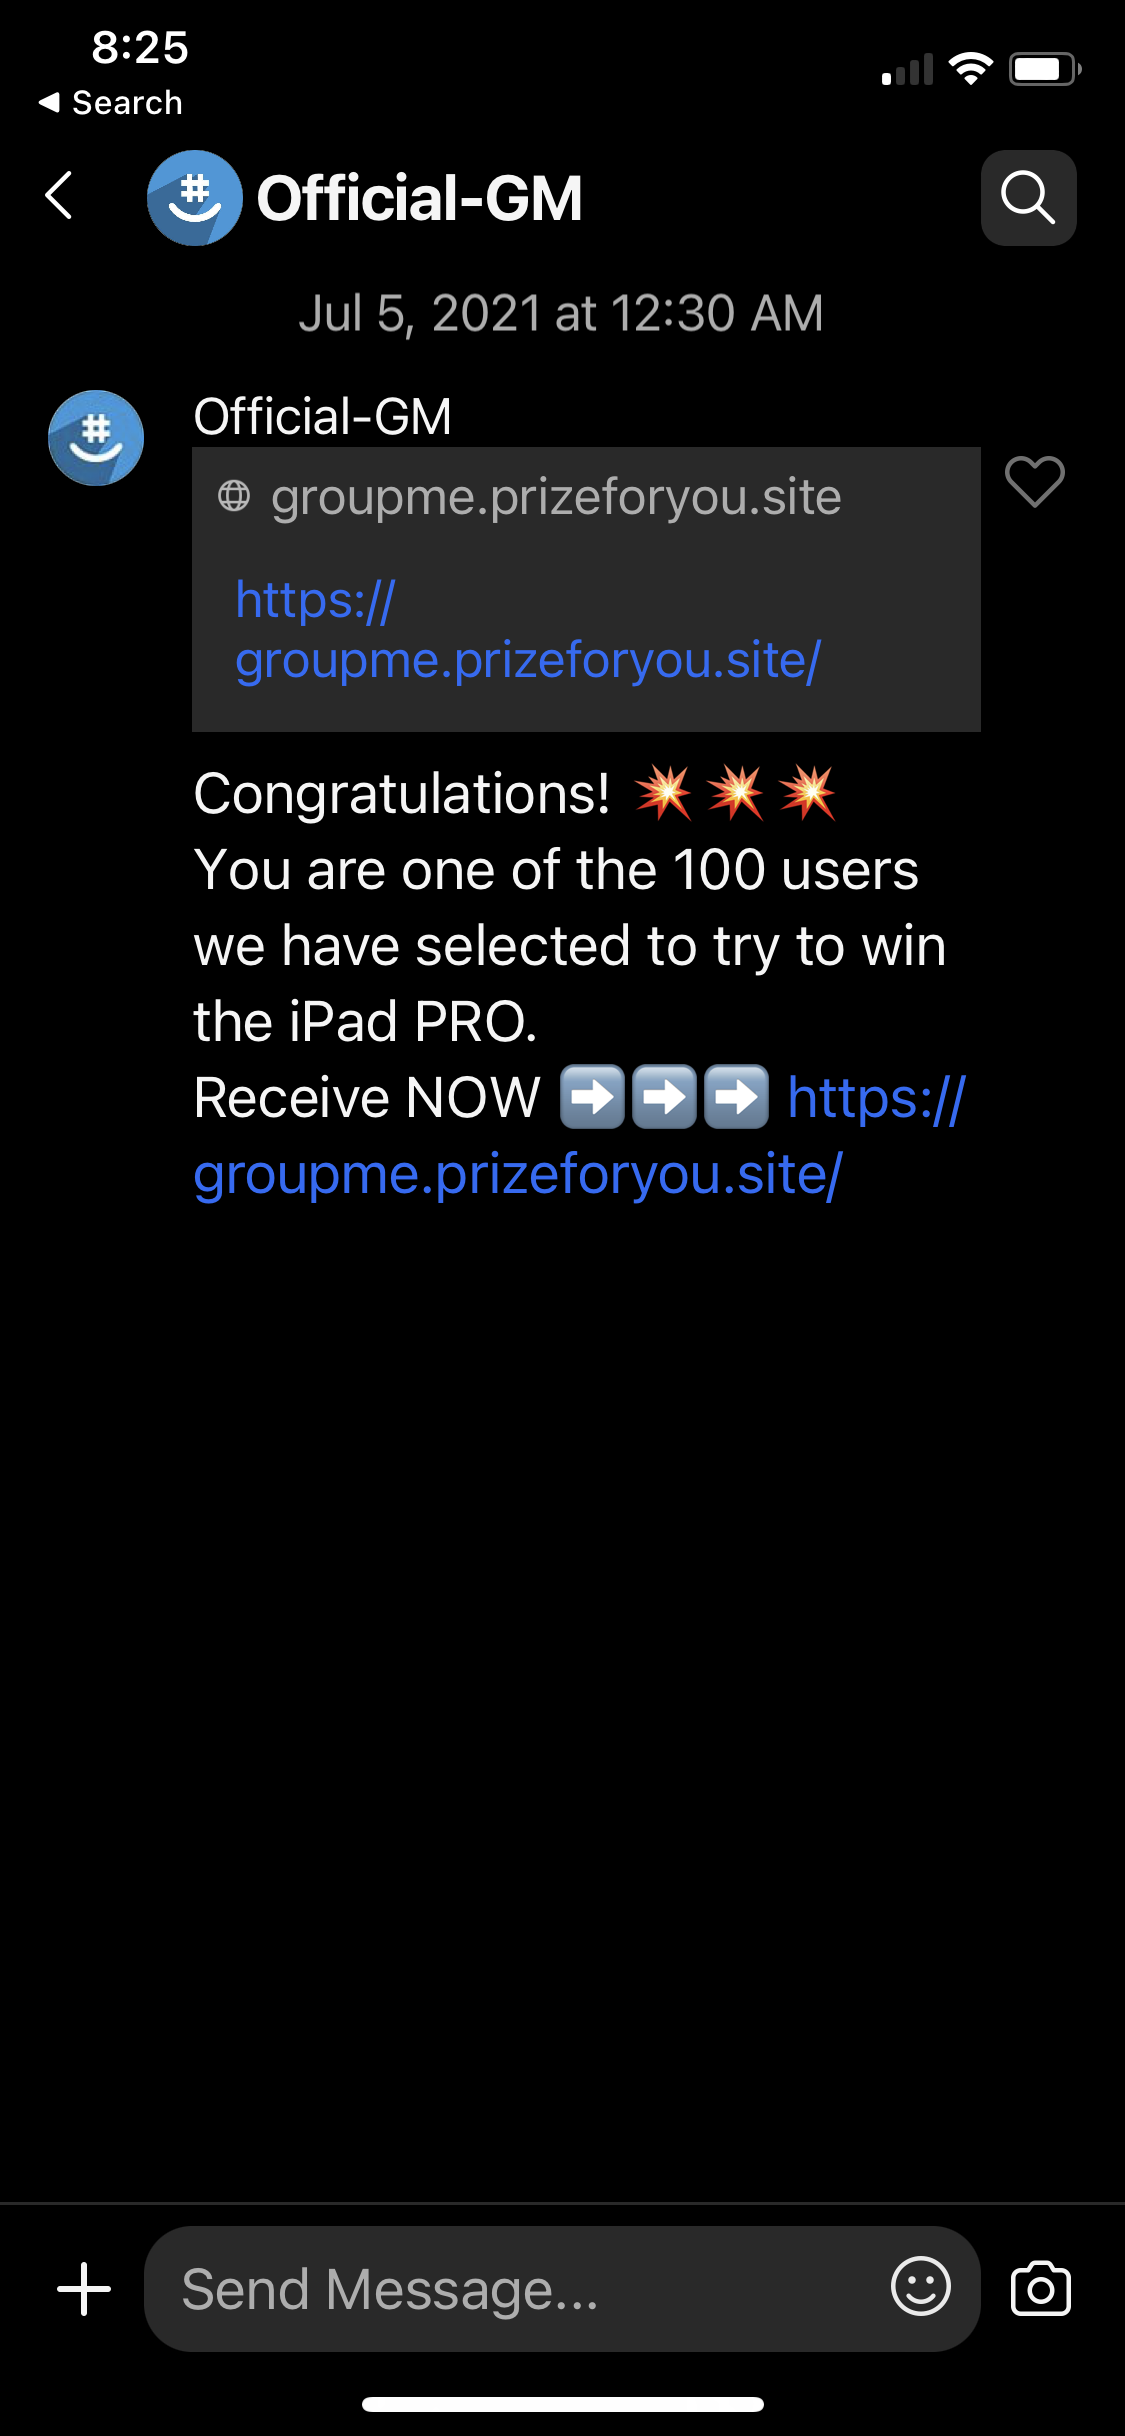 8:25
◀ Search
Official-GM
Jul 5, 2021 at 12:30 AM
Official-GM
groupme.prizeforyou.site
https://
groupme.prizeforyou.site/
Congratulations! 💥💥💥
You are one of the 100 users
we have selected to try to win
the iPad PRO.
Receive NOW ➡️➡️➡️ https://
groupme.prizeforyou.site/
Send Message...